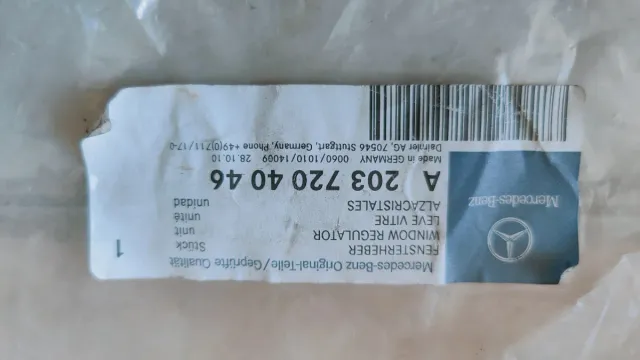 Mercedes-Benz Original-Teile/Geprüfte Qualität
FENSTERHEBER Stück
WINDOW REGULATOR unit
LEVE VITRE unité
ALZACRISTALES unidad
1
A 203 720 40 46
Made in GERMANY 0060/1010/14009 28.10.10
Daimler AG, 70546 Stuttgart, Germany, Phone +49(0)711/17-0
Mercedes-Benz